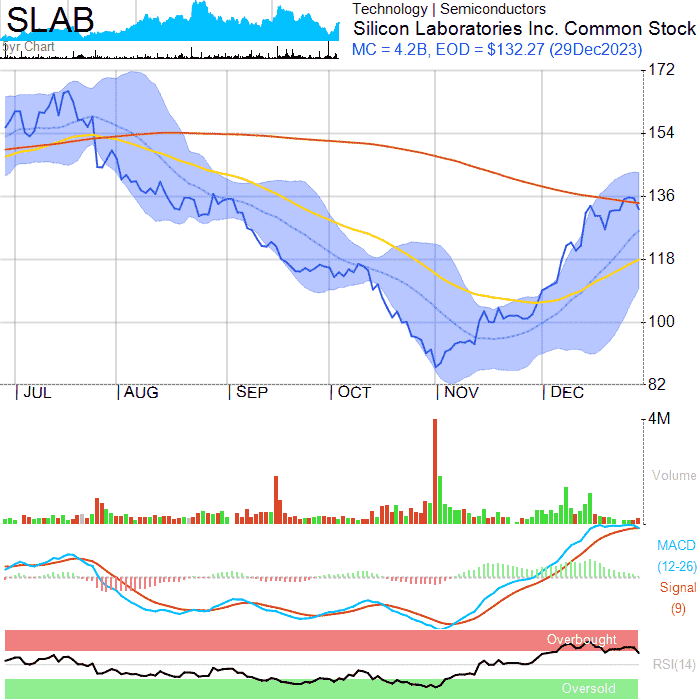 SLAB
5yr Chart
Technology | Semiconductors
Silicon Laboratories Inc. Common Stock
MC = 4.2B, EOD = $132.27 (29Dec2023)
172
154
136
118
100
82
JUL
AUG
SEP
OCT
NOV
DEC
4M
Volume
MACD
(12-26)
Signal
(9)
Overbought
RSI(14)
Oversold